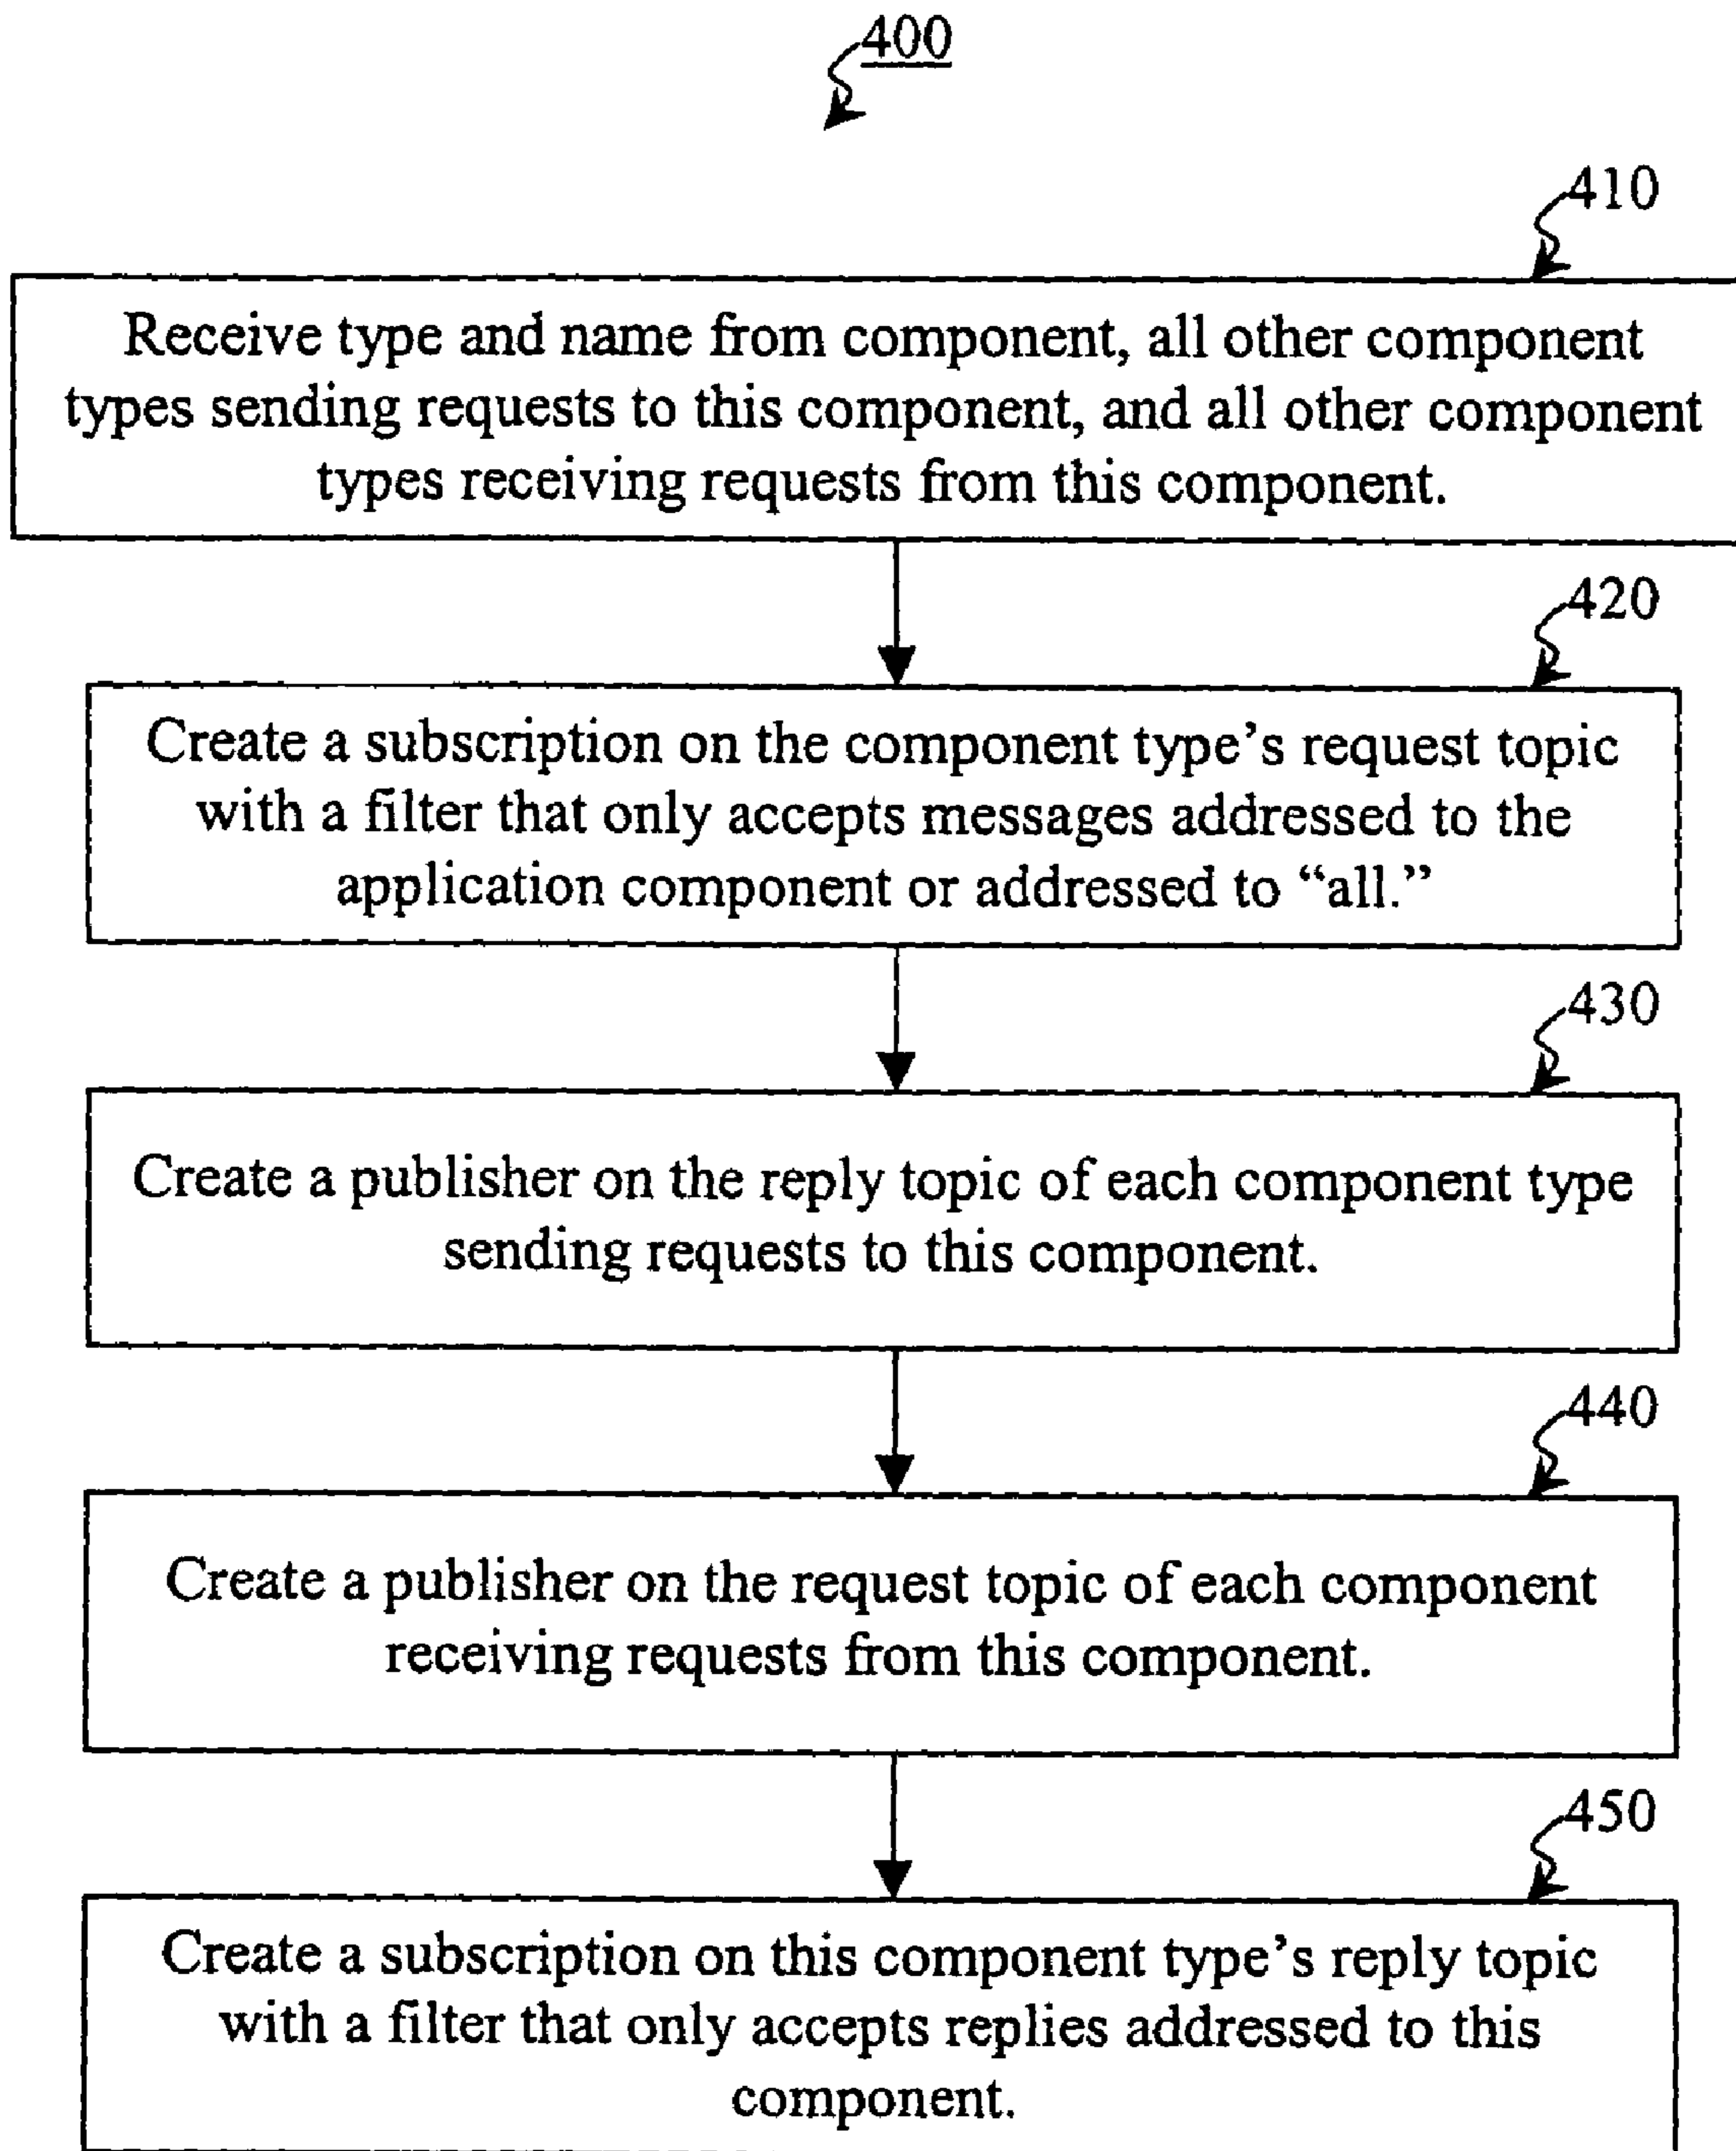 400
410
Receive type and name from component, all other component
types sending requests to this component, and all other component
types receiving requests from this component.
420
Create a subscription on the component type’s request topic
with a filter that only accepts messages addressed to the
application component or addressed to “all.”
430
Create a publisher on the reply topic of each component type
sending requests to this component.
440
Create a publisher on the request topic of each component
receiving requests from this component.
450
Create a subscription on this component type’s reply topic
with a filter that only accepts replies addressed to this
component.